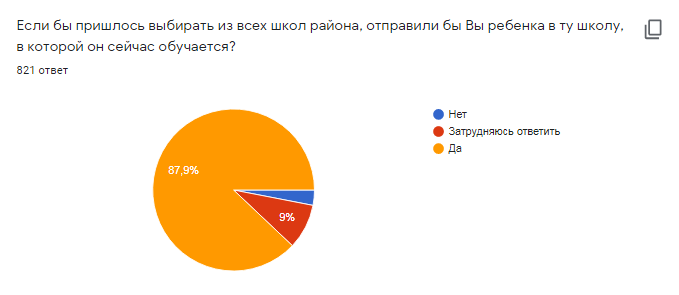 Если бы пришлось выбирать из всех школ района, отправили бы Вы ребенка в ту школу,
в которой он сейчас обучается?
821 ответ
Нет
Затрудняюсь ответить
Да
87,9%
9%